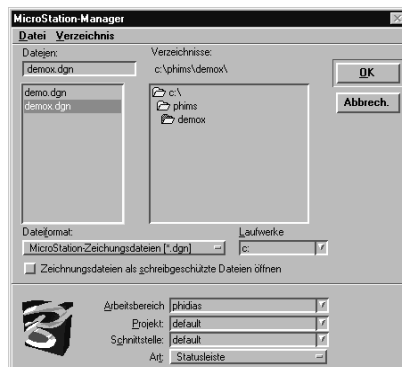 MicroStation-Manager
Datei Verzeichnis
Dateien: Verzeichnisse:
demox.dgn c:\phims\demox\
OK
Abbrech.
demo.dgn c:\
demox.dgn phims
demox
Dateiformat: Laufwerke
MicroStation-Zeichungsdateien [*.dgn] c:
Zeichnungsdateien als schreibgeschützte Dateien öffnen
Arbeitsbereich phidias
Projekt: default
Schnittstelle: default
Art: Statusleiste